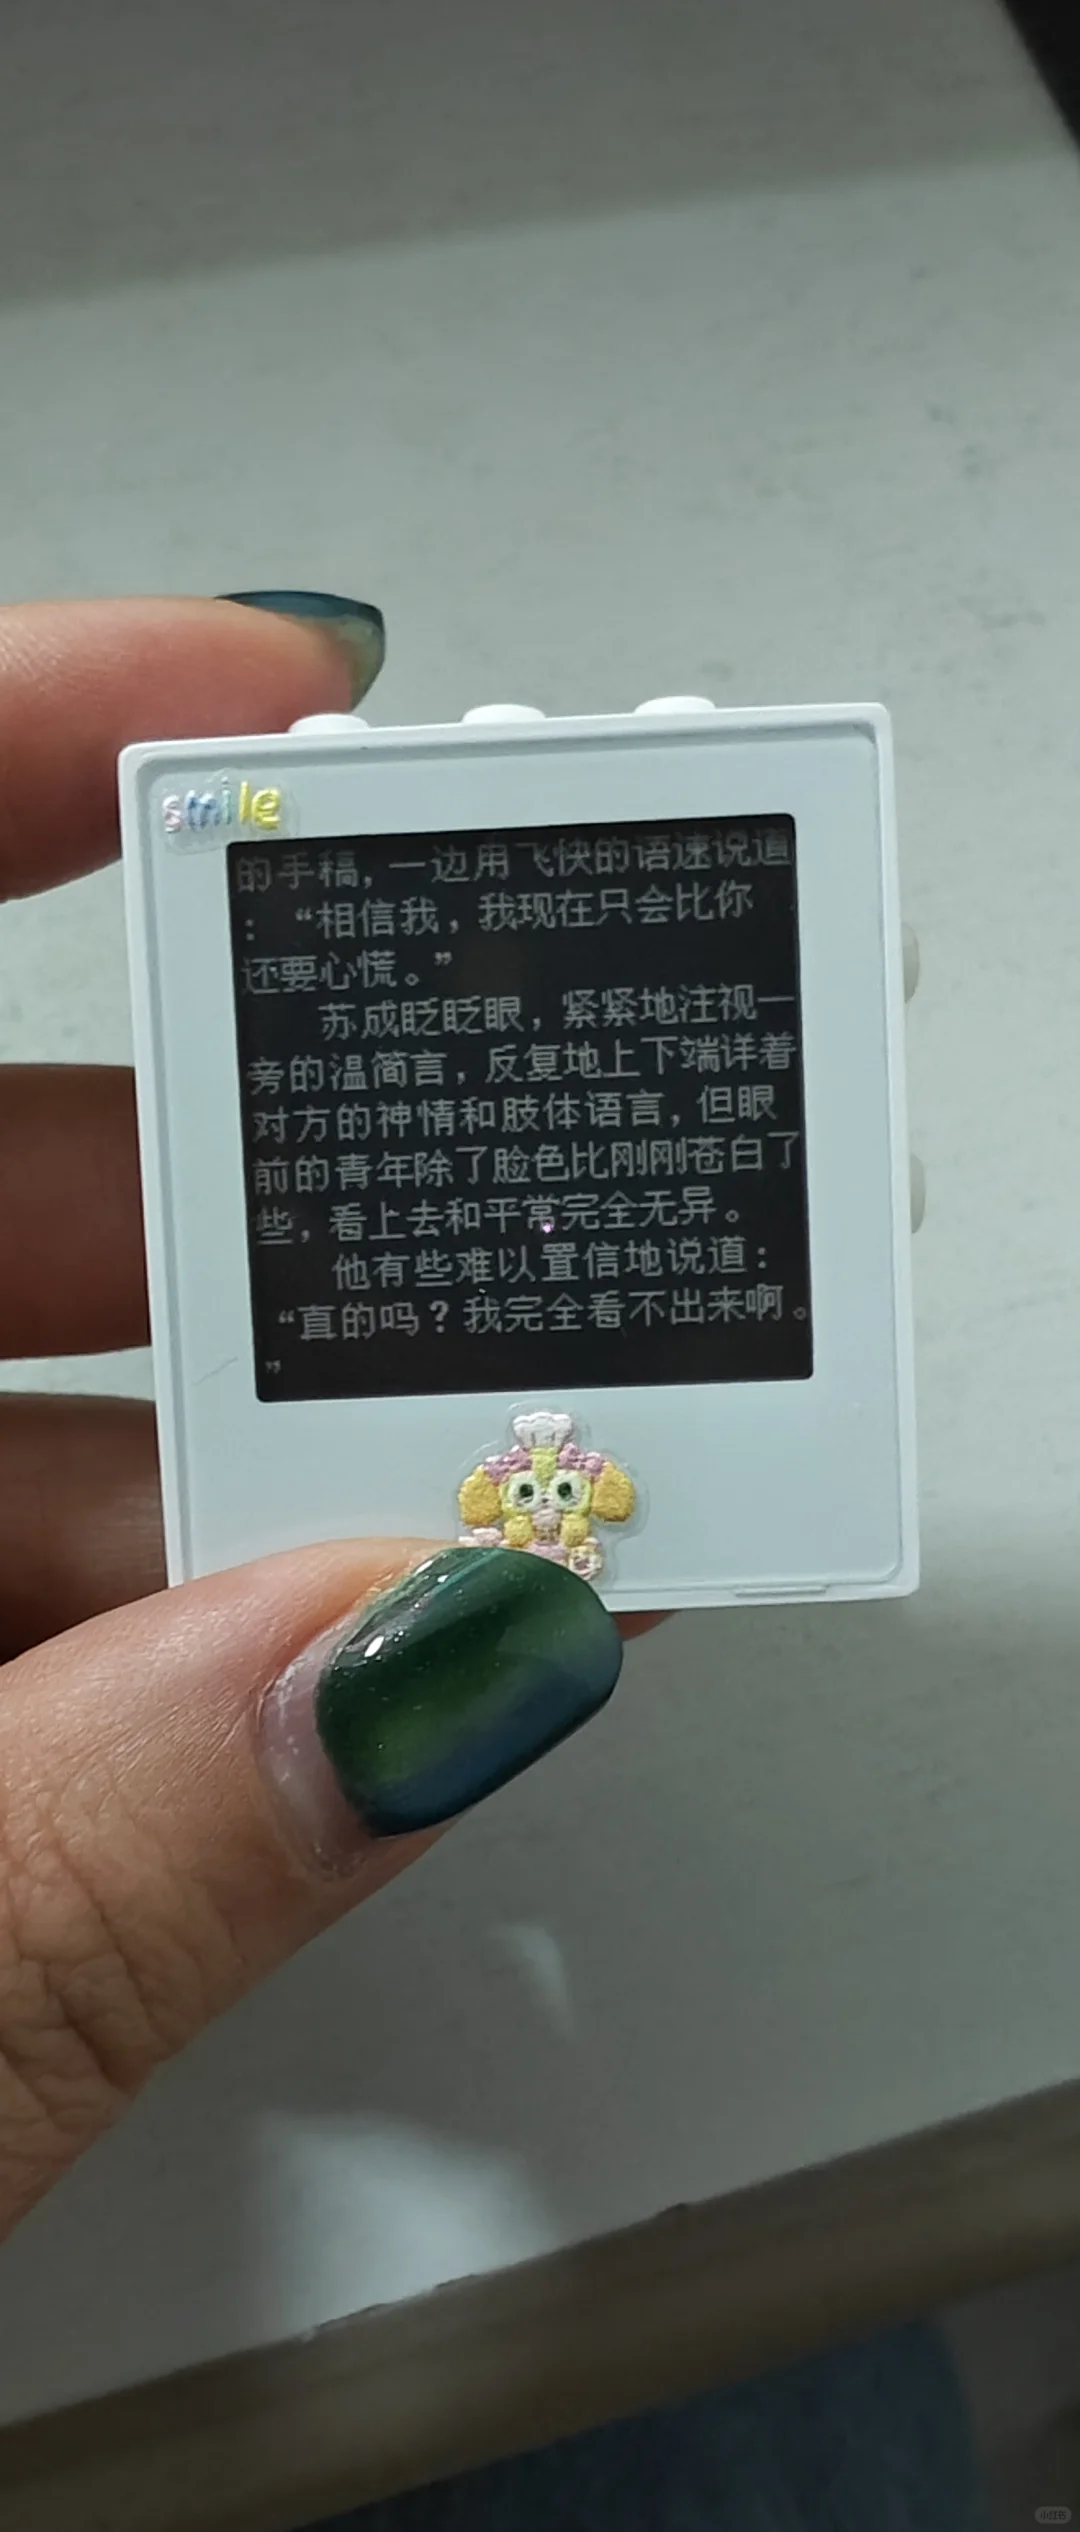 smile
的手稿，一边用飞快的语速说道
：“相信我，我现在只会比你
还要心慌。”
苏成眨眨眼，紧紧地注视一
旁的温简言，反复地上下端详着
对方的神情和肢体语言，但眼
前的青年除了脸色比刚刚苍白了
些，看上去和平常完全无异。
他有些难以置信地说道：
“直的吗？我完全看不出来啊。
”
小红书